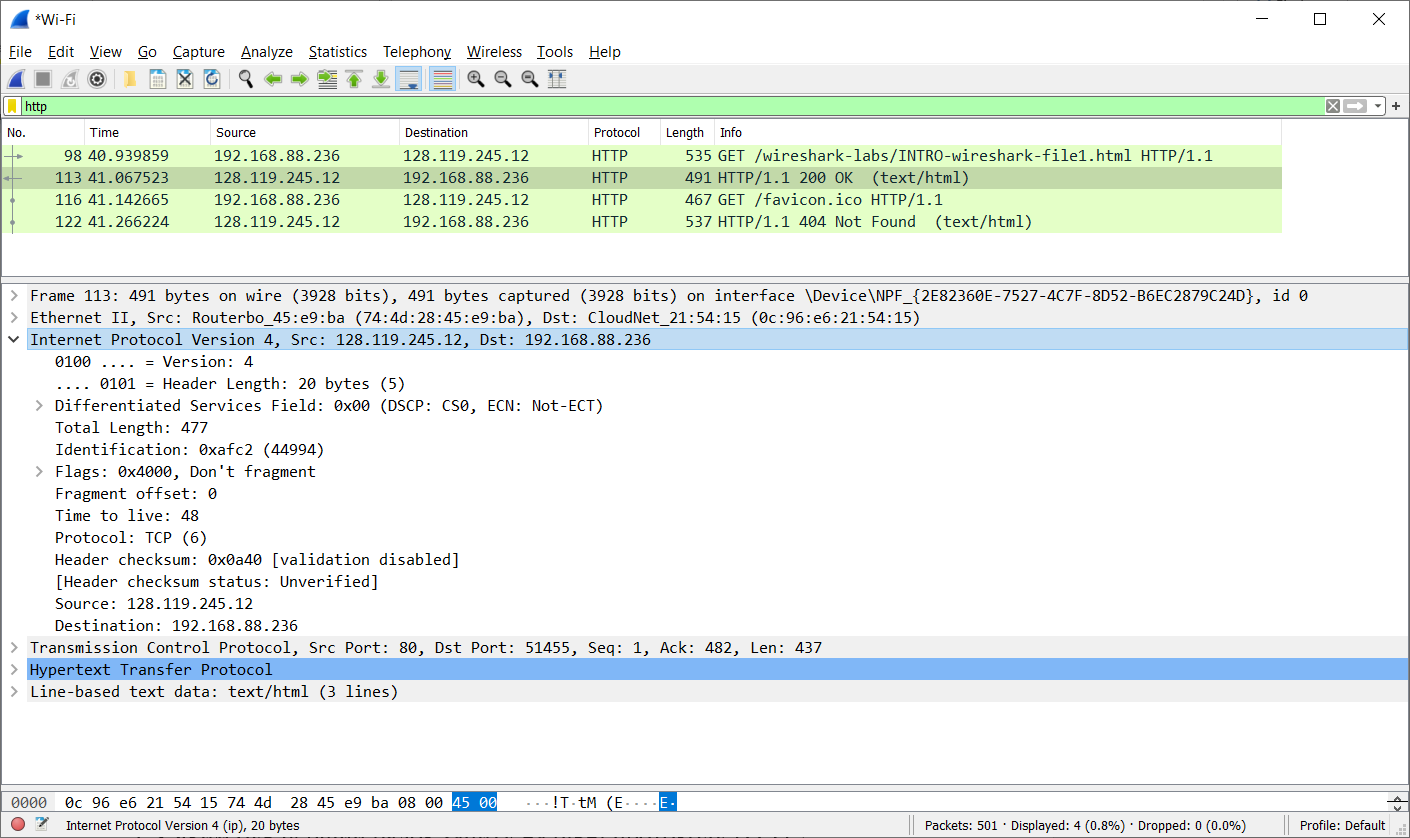 *Wi-Fi
File Edit View Go Capture Analyze Statistics Telephony Wireless Tools Help
http
No. Time Source Destination Protocol Length Info
98 40.939859 192.168.88.236 128.119.245.12 HTTP 535 GET /wireshark-labs/INTRO-wireshark-file1.html HTTP/1.1
113 41.067523 128.119.245.12 192.168.88.236 HTTP 491 HTTP/1.1 200 OK (text/html)
116 41.142665 192.168.88.236 128.119.245.12 HTTP 467 GET /favicon.ico HTTP/1.1
122 41.266224 128.119.245.12 192.168.88.236 HTTP 537 HTTP/1.1 404 Not Found (text/html)
Frame 113: 491 bytes on wire (3928 bits), 491 bytes captured (3928 bits) on interface \Device\NPF_{2E82360E-7527-4C7F-8D52-B6EC2879C24D}, id 0
Ethernet II, Src: Routerbo_45:e9:ba (74:4d:28:45:e9:ba), Dst: CloudNet_21:54:15 (0c:96:e6:21:54:15)
Internet Protocol Version 4, Src: 128.119.245.12, Dst: 192.168.88.236
0100 .... = Version: 4
.... 0101 = Header Length: 20 bytes (5)
Differentiated Services Field: 0x00 (DSCP: CS0, ECN: Not-ECT)
Total Length: 477
Identification: 0xafc2 (44994)
Flags: 0x4000, Don't fragment
Fragment offset: 0
Time to live: 48
Protocol: TCP (6)
Header checksum: 0x0a40 [validation disabled]
[Header checksum status: Unverified]
Source: 128.119.245.12
Destination: 192.168.88.236
Transmission Control Protocol, Src Port: 80, Dst Port: 51455, Seq: 1, Ack: 482, Len: 437
Hypertext Transfer Protocol
Line-based text data: text/html (3 lines)
0000 0c 96 e6 21 54 15 74 4d 28 45 e9 ba 08 00 45 00 ···!T·tM (E····E·
Internet Protocol Version 4 (ip), 20 bytes Packets: 501 · Displayed: 4 (0.8%) · Dropped: 0 (0.0%) Profile: Default